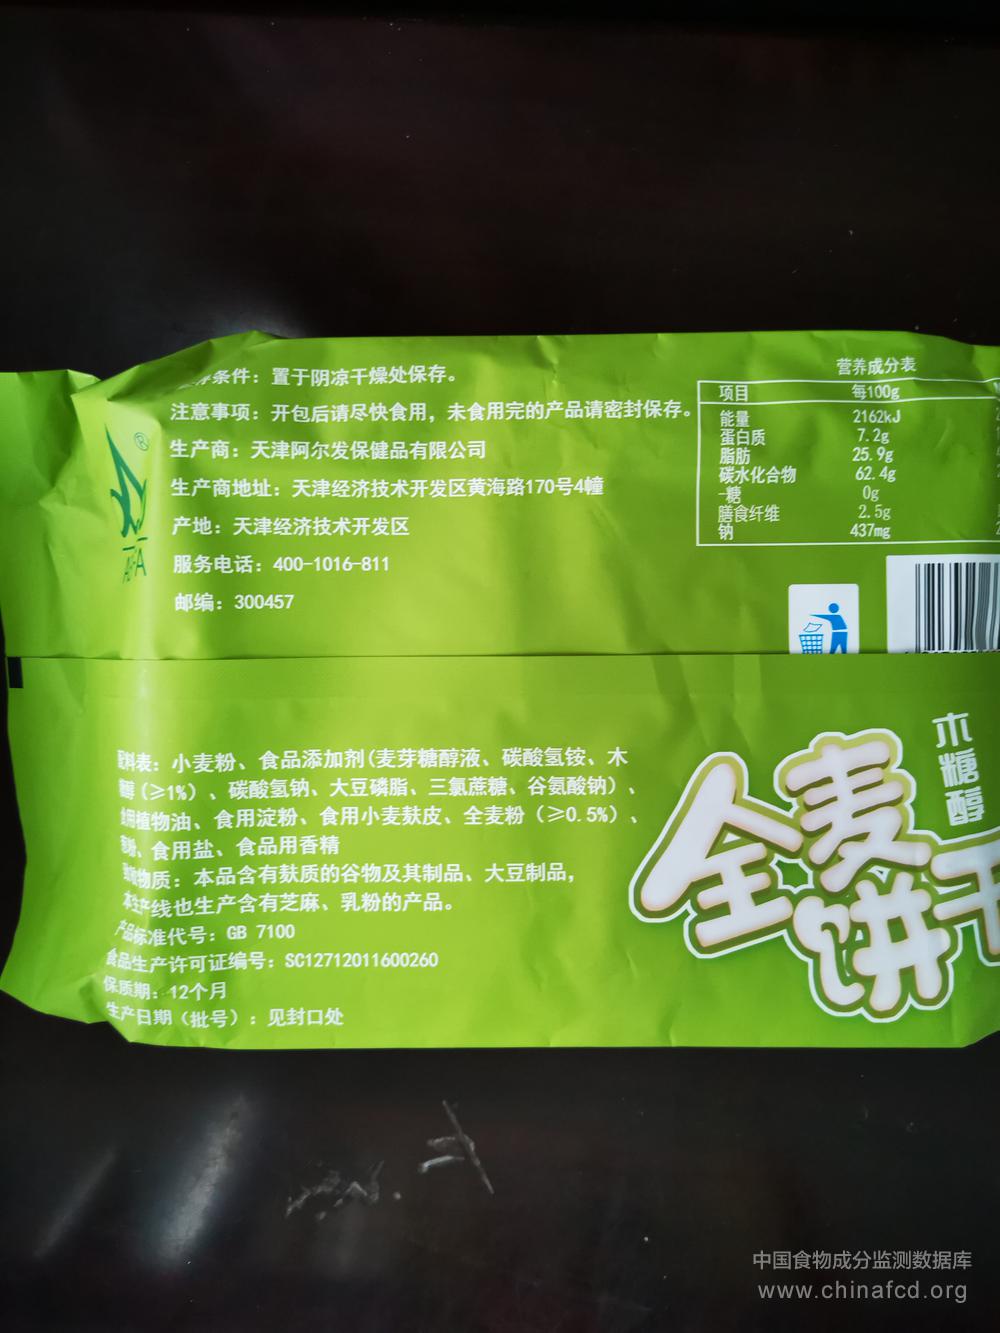 条件：置于阴凉干燥处保存。
注意事项：开包后请尽快食用，未食用完的产品请密封保存。
生产商：天津阿尔发保健品有限公司
生产商地址：天津经济技术开发区黄海路170号4幢
产地：天津经济技术开发区
服务电话：400-1016-811
邮编：300457
营养成分表
项目 每100g
能量 2162kJ
蛋白质 7.2g
脂肪 25.9g
碳水化合物 62.4g
-糖 0g
膳食纤维 2.5g
钠 437mg
配料表：小麦粉、食品添加剂(麦芽糖醇液、碳酸氢铵、木
醇（≥1%）、碳酸氢钠、大豆磷脂、三氯蔗糖、谷氨酸钠）、
植物油、食用淀粉、食用小麦麸皮、全麦粉（≥0.5%）、
粉、食用盐、食品用香精
物质：本品含有麸质的谷物及其制品、大豆制品，
本生产线也生产含有芝麻、乳粉的产品。
产品标准代号：GB 7100
食品生产许可证编号：SC12712011600260
保质期：12个月
生产日期（批号）：见封口处
木糖醇
全麦
饼干
中国食物成分监测数据库
www.chinafcd.org